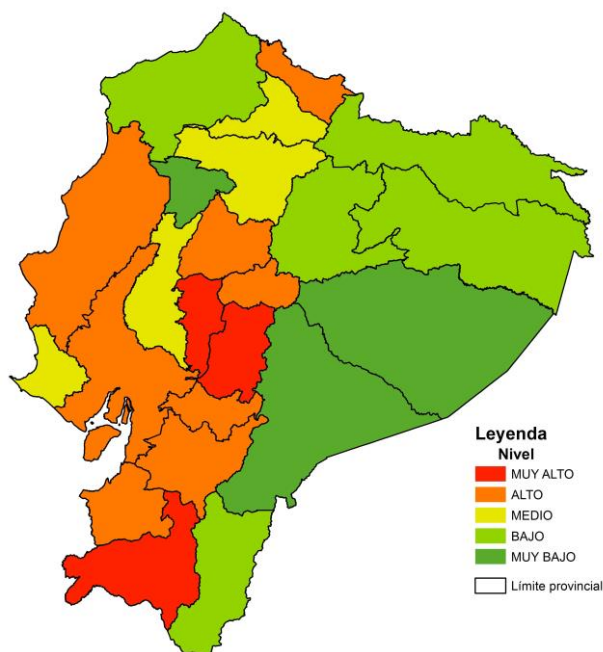 Leyenda
Nivel
MUY ALTO
ALTO
MEDIO
BAJO
MUY BAJO
Límite provincial